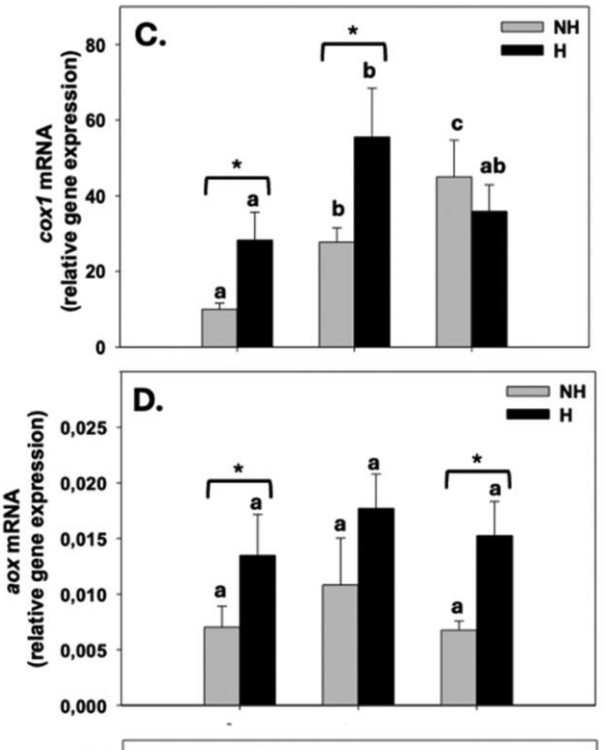 C.
NH
H
cox1 mRNA
(relative gene expression)
80
60
40
20
0
*
*
a
a
b
b
c
ab
D.
NH
H
aox mRNA
(relative gene expression)
0,025
0,020
0,015
0,010
0,005
0,000
*
*
a
a
a
a
a
a